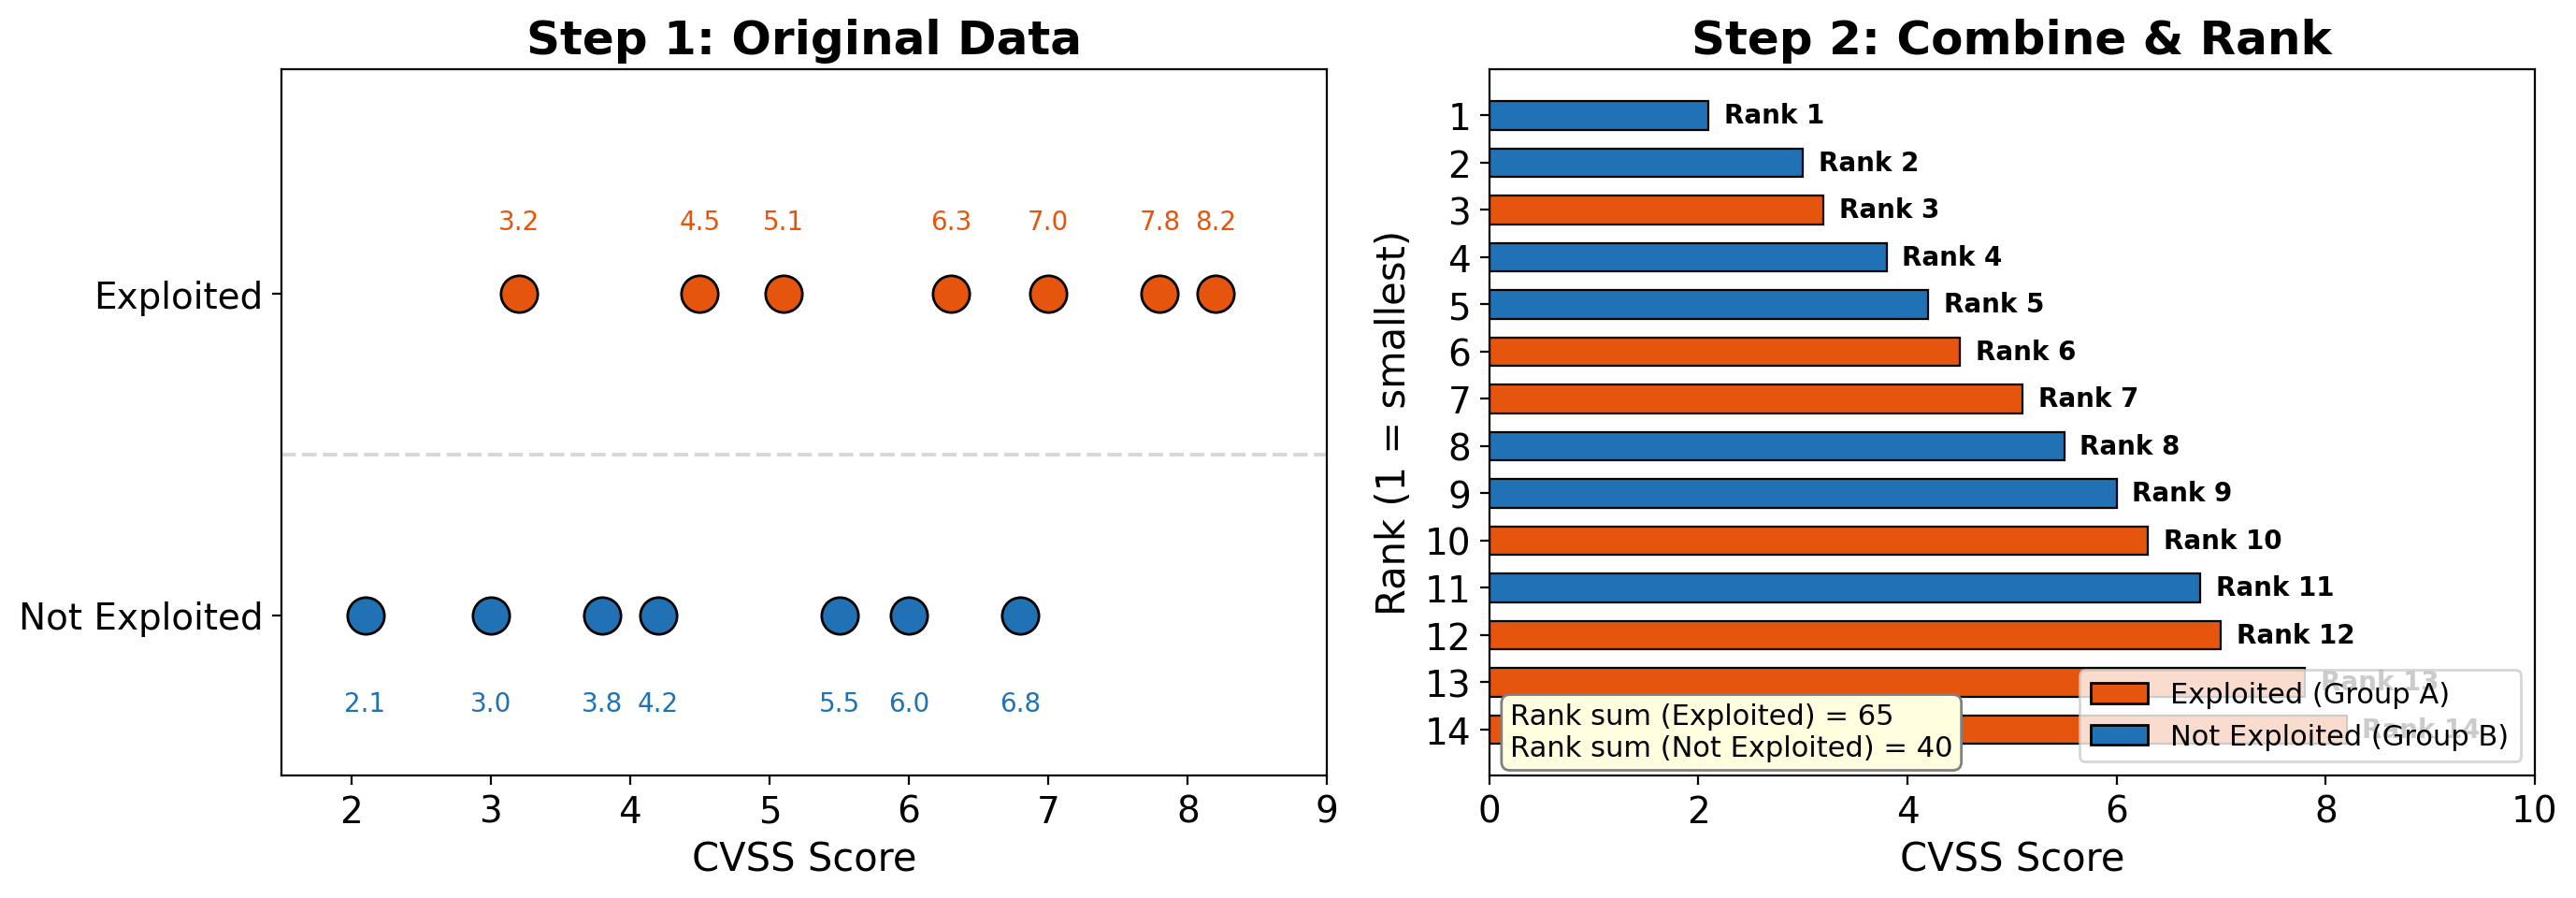 Step 1: Original Data
3.2 4.5 5.1 6.3 7.0 7.8 8.2
Exploited
Not Exploited
2.1 3.0 3.8 4.2 5.5 6.0 6.8
2 3 4 5 6 7 8 9
CVSS Score
Step 2: Combine & Rank
Rank (1 = smallest)
1 Rank 1
2 Rank 2
3 Rank 3
4 Rank 4
5 Rank 5
6 Rank 6
7 Rank 7
8 Rank 8
9 Rank 9
10 Rank 10
11 Rank 11
12 Rank 12
13 Rank 13
14 Rank 14
Rank sum (Exploited) = 65
Rank sum (Not Exploited) = 40
Exploited (Group A)
Not Exploited (Group B)
0 2 4 6 8 10
CVSS Score